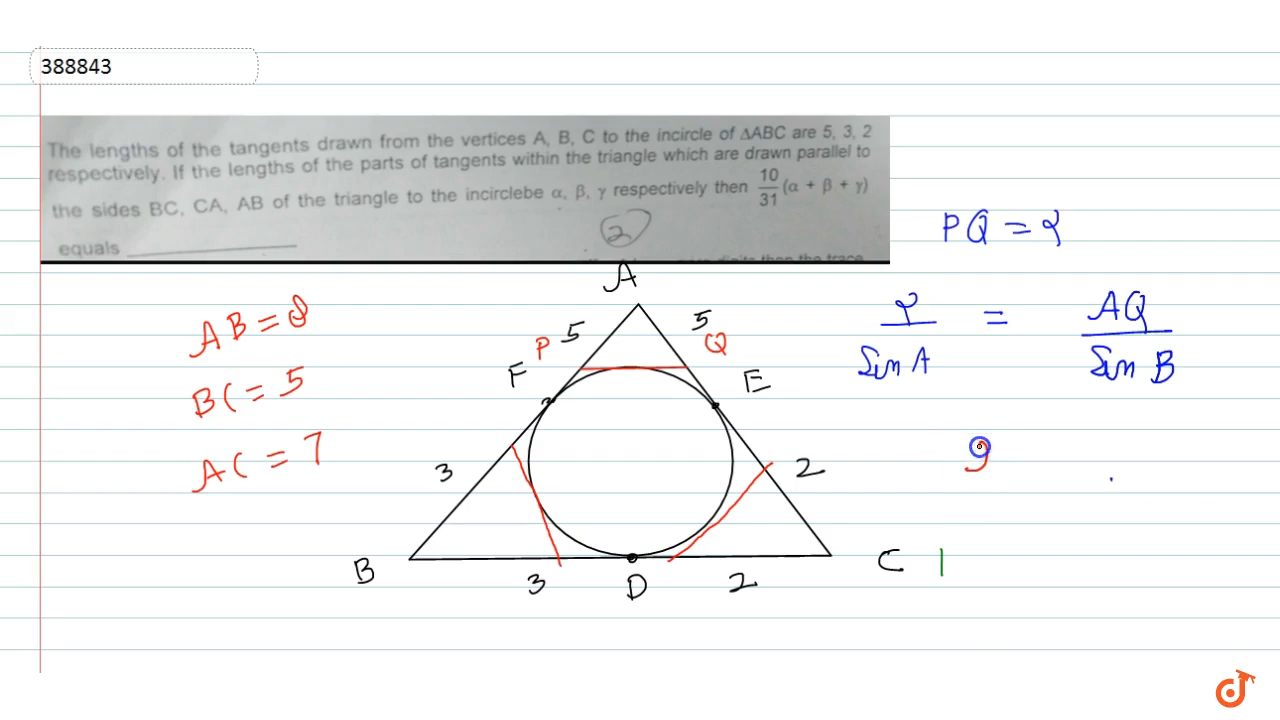 388843
The lengths of the tangents drawn from the vertices A, B, C to the incircle of ΔABC are 5, 3, 2
respectively. If the lengths of the parts of tangents within the triangle which are drawn parallel to
the sides BC, CA, AB of the triangle to the incirclebe α, β, γ respectively then 10/31 (α + β + γ)
equals
2
PQ = α
α/Sin A = AQ/Sin B
AB = 8
BC = 5
AC = 7
A
5 5
P Q
F E
3 2
B 3 D 2 C
9